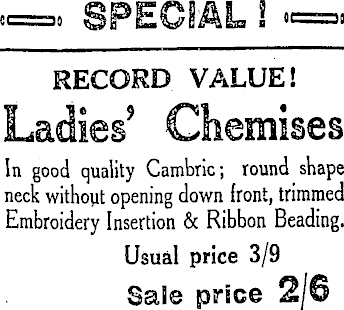 SPECIAL!
RECORD VALUE!
Ladies' Chemises
In good quality Cambric; round shape
neck without opening down front, trimmed
Embroidery Insertion & Ribbon Beading.
Usual price 3/9
Sale price 2/6